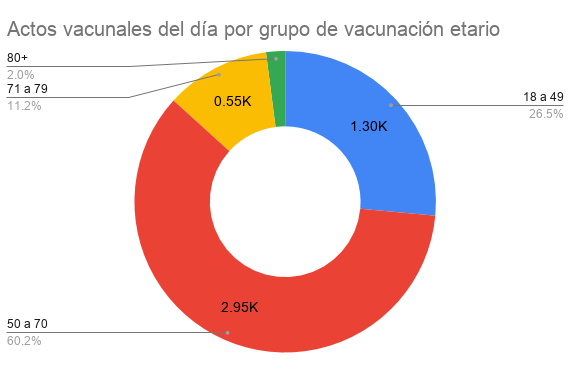 Actos vacunales del día por grupo de vacunación etario
80+
2.0%
71 a 79
11.2%
0.55K
18 a 49
26.5%
1.30K
2.95K
50 a 70
60.2%